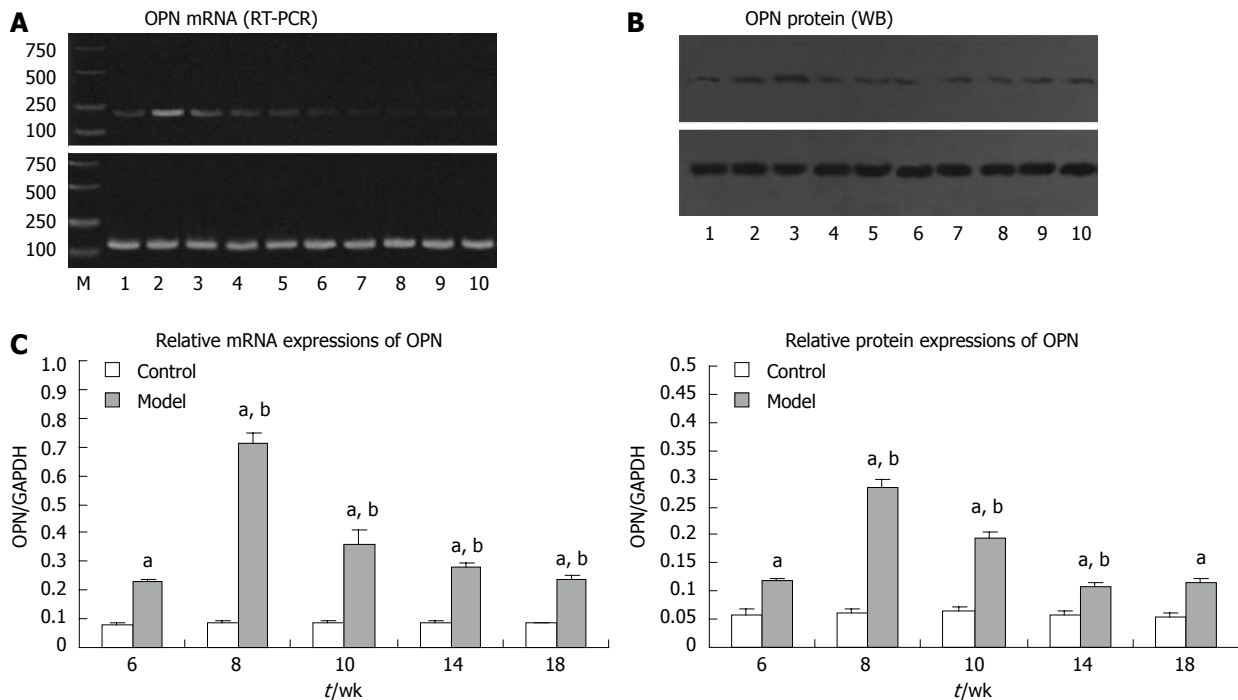 A
OPN mRNA (RT-PCR)
750
500
250
100
750
500
250
100
M 1 2 3 4 5 6 7 8 9 10
B
OPN protein (WB)
1 2 3 4 5 6 7 8 9 10
C
Relative mRNA expressions of OPN
Control
Model
OPN/GAPDH
1.0
0.9
0.8
0.7
0.6
0.5
0.4
0.3
0.2
0.1
0
a
a, b
a, b
a, b
a, b
6 8 10 14 18
t/wk
Relative protein expressions of OPN
Control
Model
OPN/GAPDH
0.5
0.45
0.4
0.35
0.3
0.25
0.2
0.15
0.1
0.05
0
a
a, b
a, b
a, b
a
6 8 10 14 18
t/wk